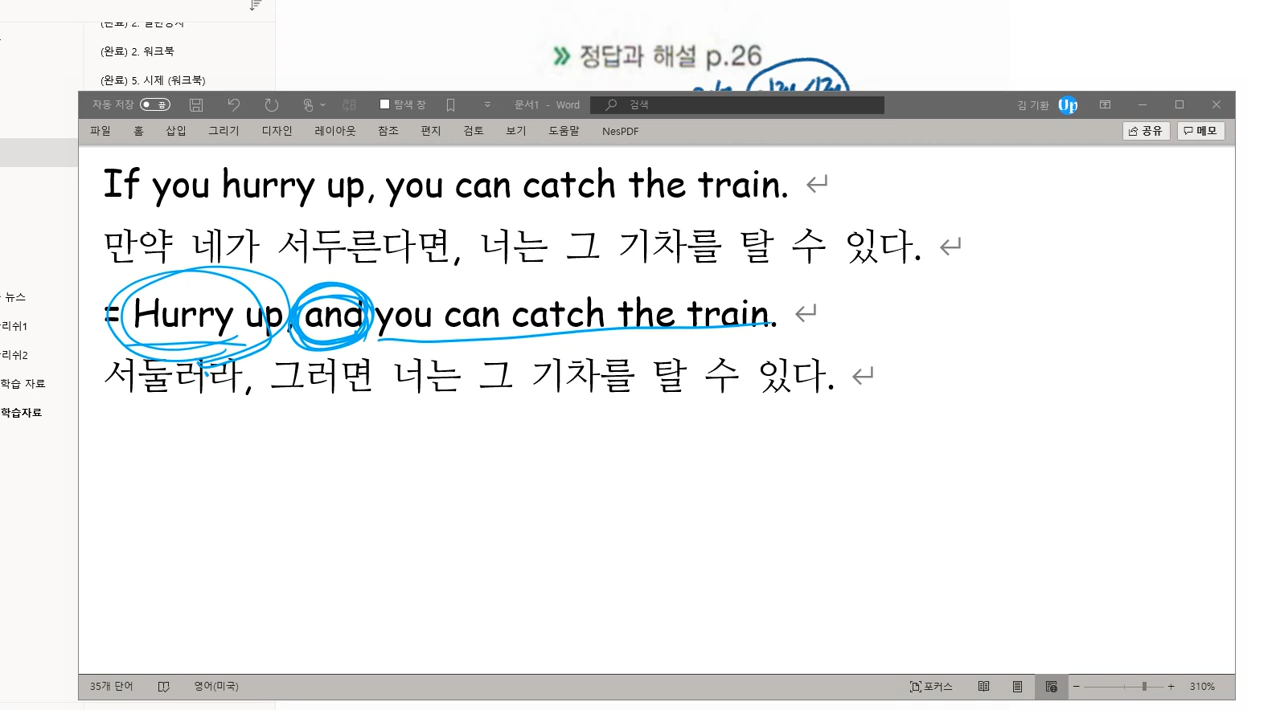 (완료) 2. 워크북
(완료) 5. 시제 (워크북)
» 정답과 해설 p.26
자동 저장 끔 탐색 창 문서1 - Word 검색 김 기환 Up
파일 홈 삽입 그리기 디자인 레이아웃 참조 편지 검토 보기 도움말 NesPDF 공유 메모
If you hurry up, you can catch the train.
만약 네가 서두른다면, 너는 그 기차를 탈 수 있다.
= Hurry up, and you can catch the train.
서둘러라, 그러면 너는 그 기차를 탈 수 있다.
뉴스
리쉬1
리쉬2
학습 자료
학습자료
35개 단어 영어(미국) 포커스 310%